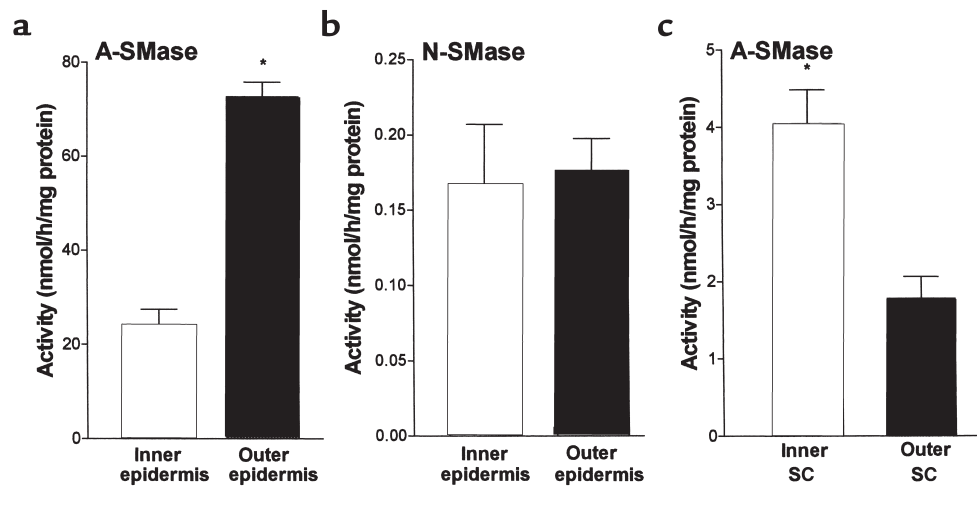 a
A-SMase
*
80
60
40
20
0
Activity (nmol/h/mg protein)
Inner
epidermis
Outer
epidermis
b
N-SMase
0.25
0.20
0.15
0.10
0.05
0.00
Activity (nmol/h/mg protein)
Inner
epidermis
Outer
epidermis
c
A-SMase
*
5
4
3
2
1
0
Activity (nmol/h/mg protein)
Inner
SC
Outer
SC